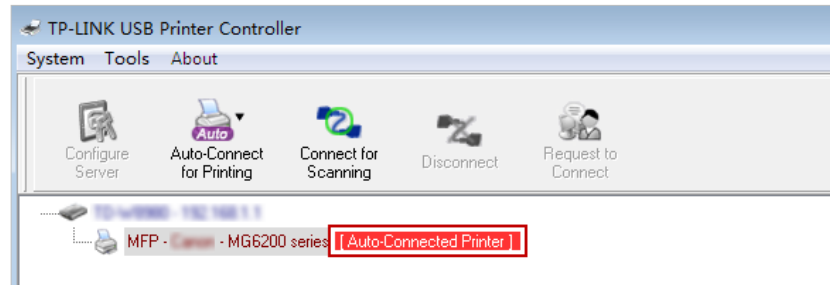 TP-LINK USB Printer Controller
System Tools About
Configure Server
Auto
Auto-Connect for Printing
Connect for Scanning
Disconnect
Request to Connect
MFP - - MG6200 series [ Auto-Connected Printer ]